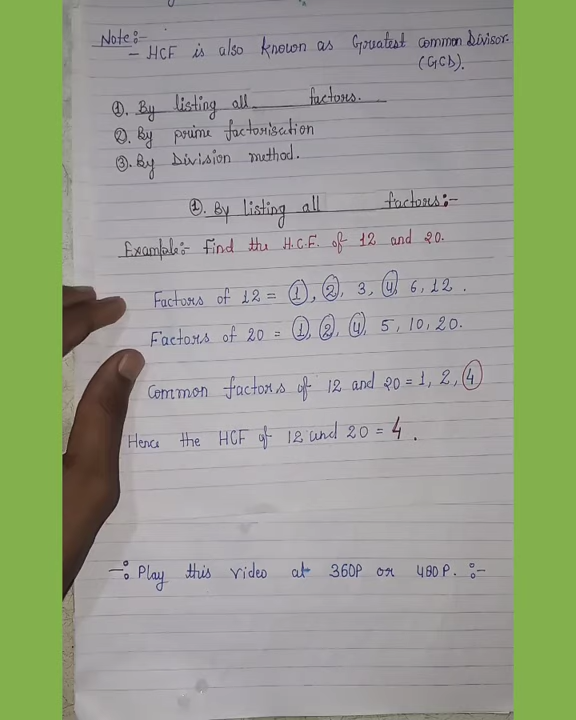 Note:-
- HCF is also known as Greatest Common Divisor.
(GCD).
①. By listing all factors.
②. By prime factorisation
③. By Division method.
①. By listing all factors:-
Example:- Find the H.C.F. of 12 and 20.
Factors of 12 = ①, ②, 3, ④, 6, 12.
Factors of 20 = ①, ②, ④, 5, 10, 20.
Common factors of 12 and 20 = 1, 2, ④
Hence the HCF of 12 and 20 = 4.
-: Play this video at 360P or 480P. :-